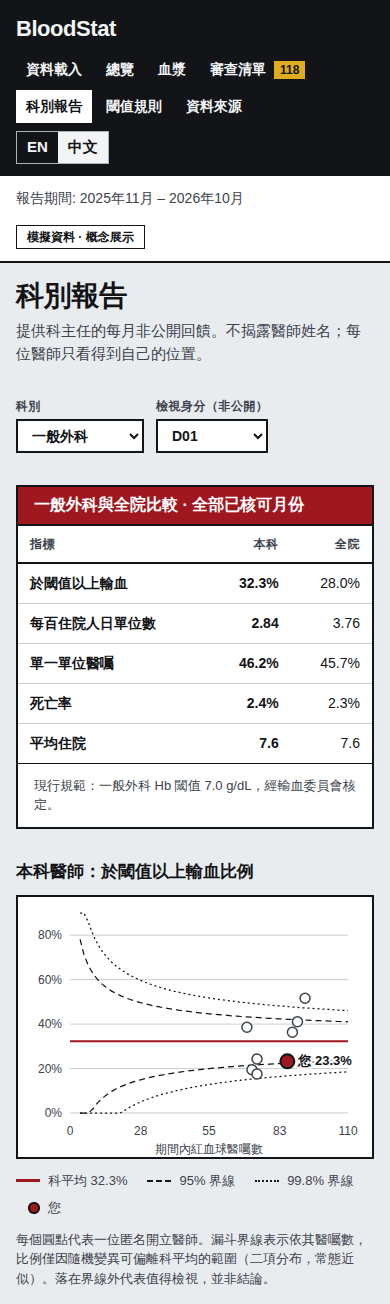 BloodStat
資料載入 總覽 血漿 審查清單 118
科別報告 閾值規則 資料來源
EN 中文
報告期間: 2025年11月 – 2026年10月
模擬資料 · 概念展示
科別報告
提供科主任的每月非公開回饋。不揭露醫師姓名；每
位醫師只看得到自己的位置。
科別 檢視身分（非公開）
一般外科 D01
一般外科與全院比較 · 全部已核可月份
指標 本科 全院
於閾值以上輸血 32.3% 28.0%
每百住院人日單位數 2.84 3.76
單一單位醫囑 46.2% 45.7%
死亡率 2.4% 2.3%
平均住院 7.6 7.6
現行規範：一般外科 Hb 閾值 7.0 g/dL，經輸血委員會核
定。
本科醫師：於閾值以上輸血比例
80%
60%
40%
20%
0%
您 23.3%
0 28 55 83 110
期間內紅血球醫囑數
科平均 32.3% 95% 界線 99.8% 界線
您
每個圓點代表一位匿名開立醫師。漏斗界線表示依其醫囑數，
比例僅因隨機變異可偏離科平均的範圍（二項分布，常態近
似）。落在界線外代表值得檢視，並非結論。